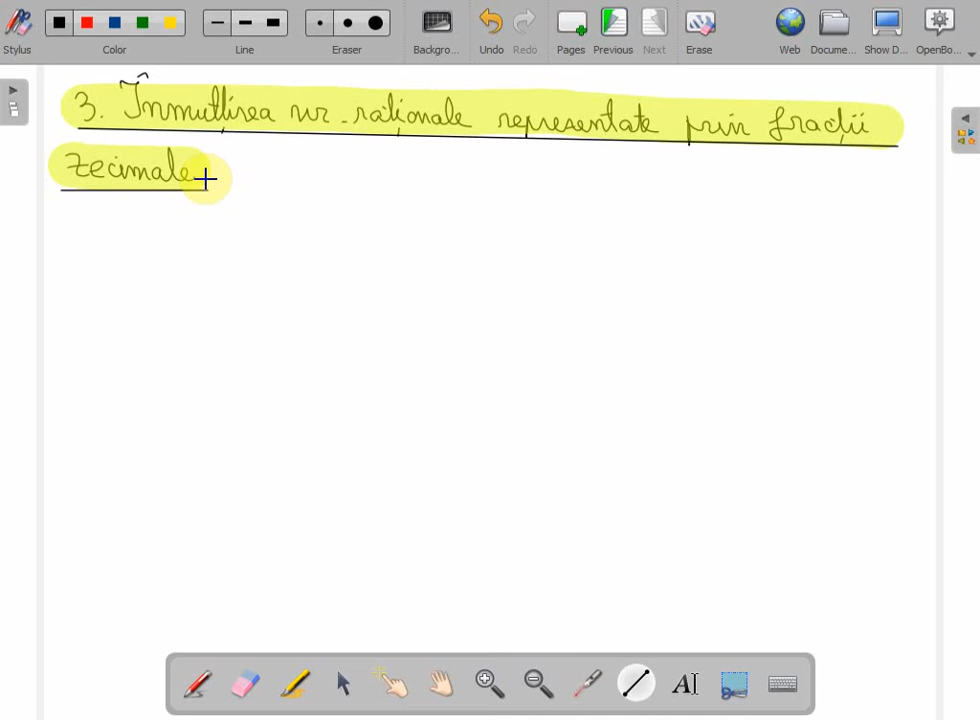 Stylus
Color
Line
Eraser
Backgro...
Undo
Redo
Pages
Previous
Next
Erase
Web
Docume...
Show D...
OpenBo...
3. Înmulțirea nr. raționale representate prin fracții
zecimale